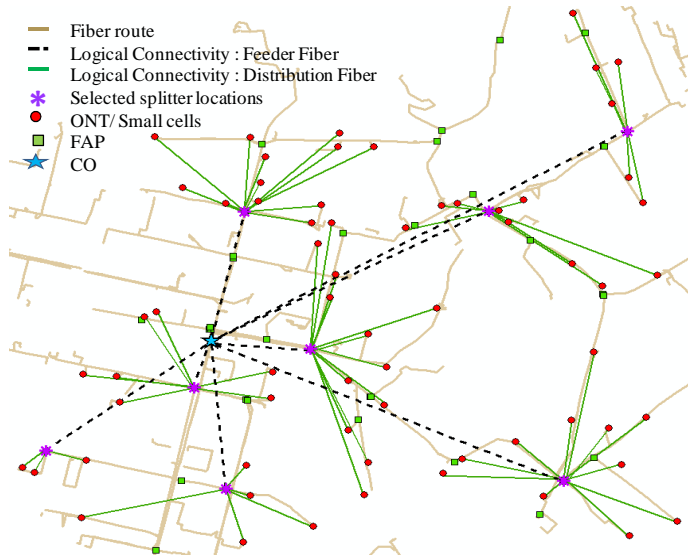 Fiber route
Logical Connectivity : Feeder Fiber
Logical Connectivity : Distribution Fiber
Selected splitter locations
ONT/ Small cells
FAP
CO